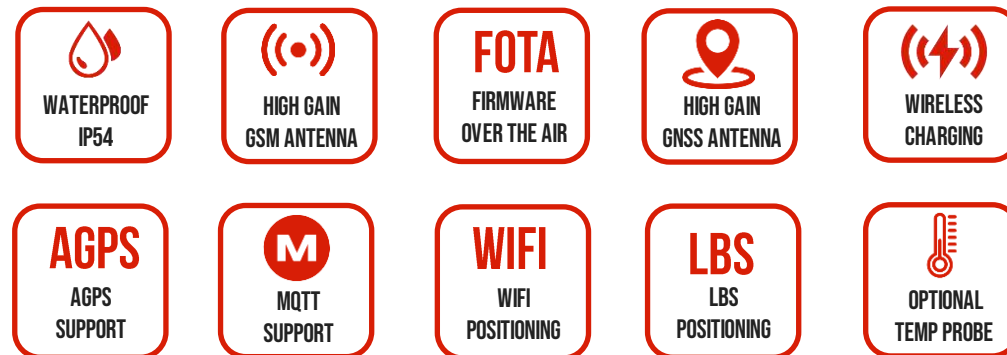 WATERPROOF
IP54
HIGH GAIN
GSM ANTENNA
FOTA
FIRMWARE
OVER THE AIR
HIGH GAIN
GNSS ANTENNA
WIRELESS
CHARGING
AGPS
AGPS
SUPPORT
M
MQTT
SUPPORT
WIFI
WIFI
POSITIONING
LBS
LBS
POSITIONING
OPTIONAL
TEMP PROBE